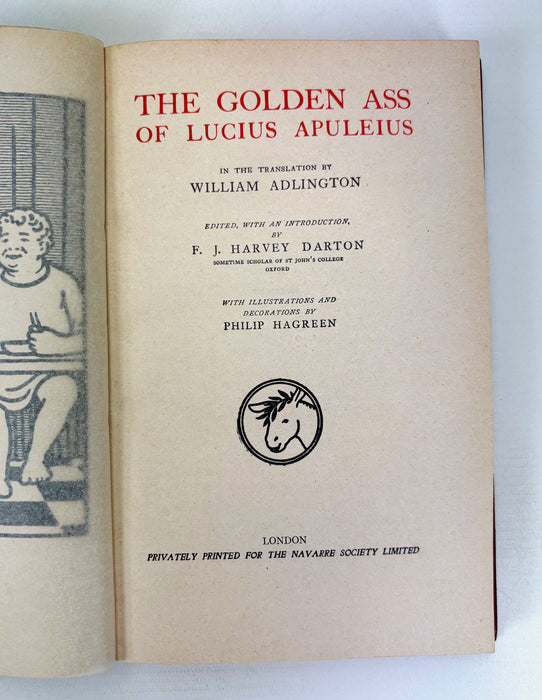 THE GOLDEN ASS
OF LUCIUS APULEIUS
IN THE TRANSLATION BY
WILLIAM ADLINGTON
EDITED, WITH AN INTRODUCTION,
BY
F. J. HARVEY DARTON
SOMETIME SCHOLAR OF ST JOHN'S COLLEGE
OXFORD
WITH ILLUSTRATIONS AND
DECORATIONS BY
PHILIP HAGREEN
LONDON
PRIVATELY PRINTED FOR THE NAVARRE SOCIETY LIMITED